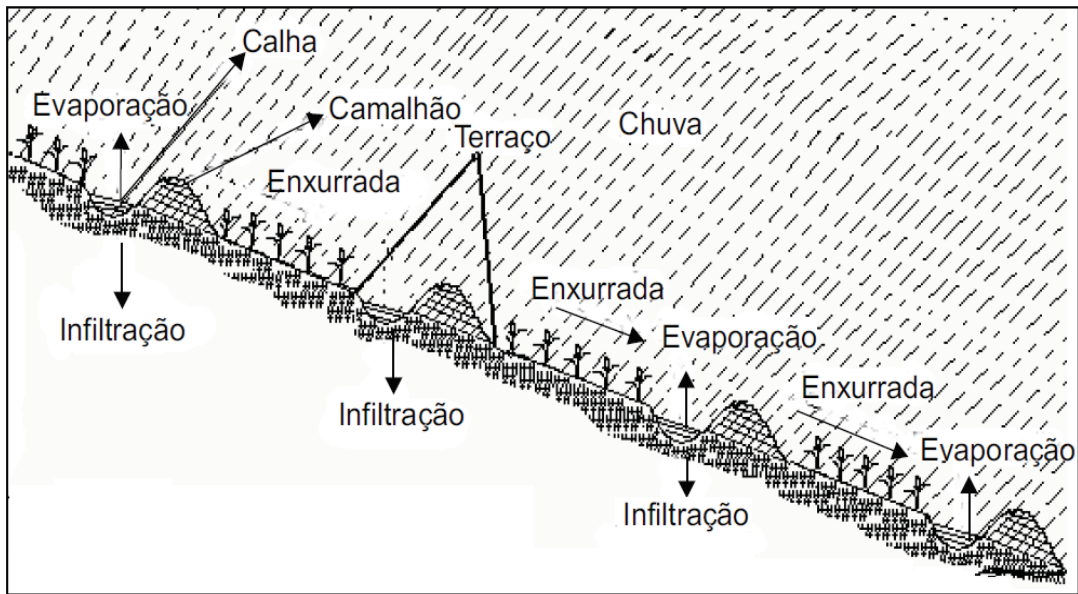 Calha
Evaporação
Camalhão
Chuva
Terraço
Enxurrada
Infiltração
Enxurrada
Evaporação
Infiltração
Enxurrada
Evaporação
Infiltração